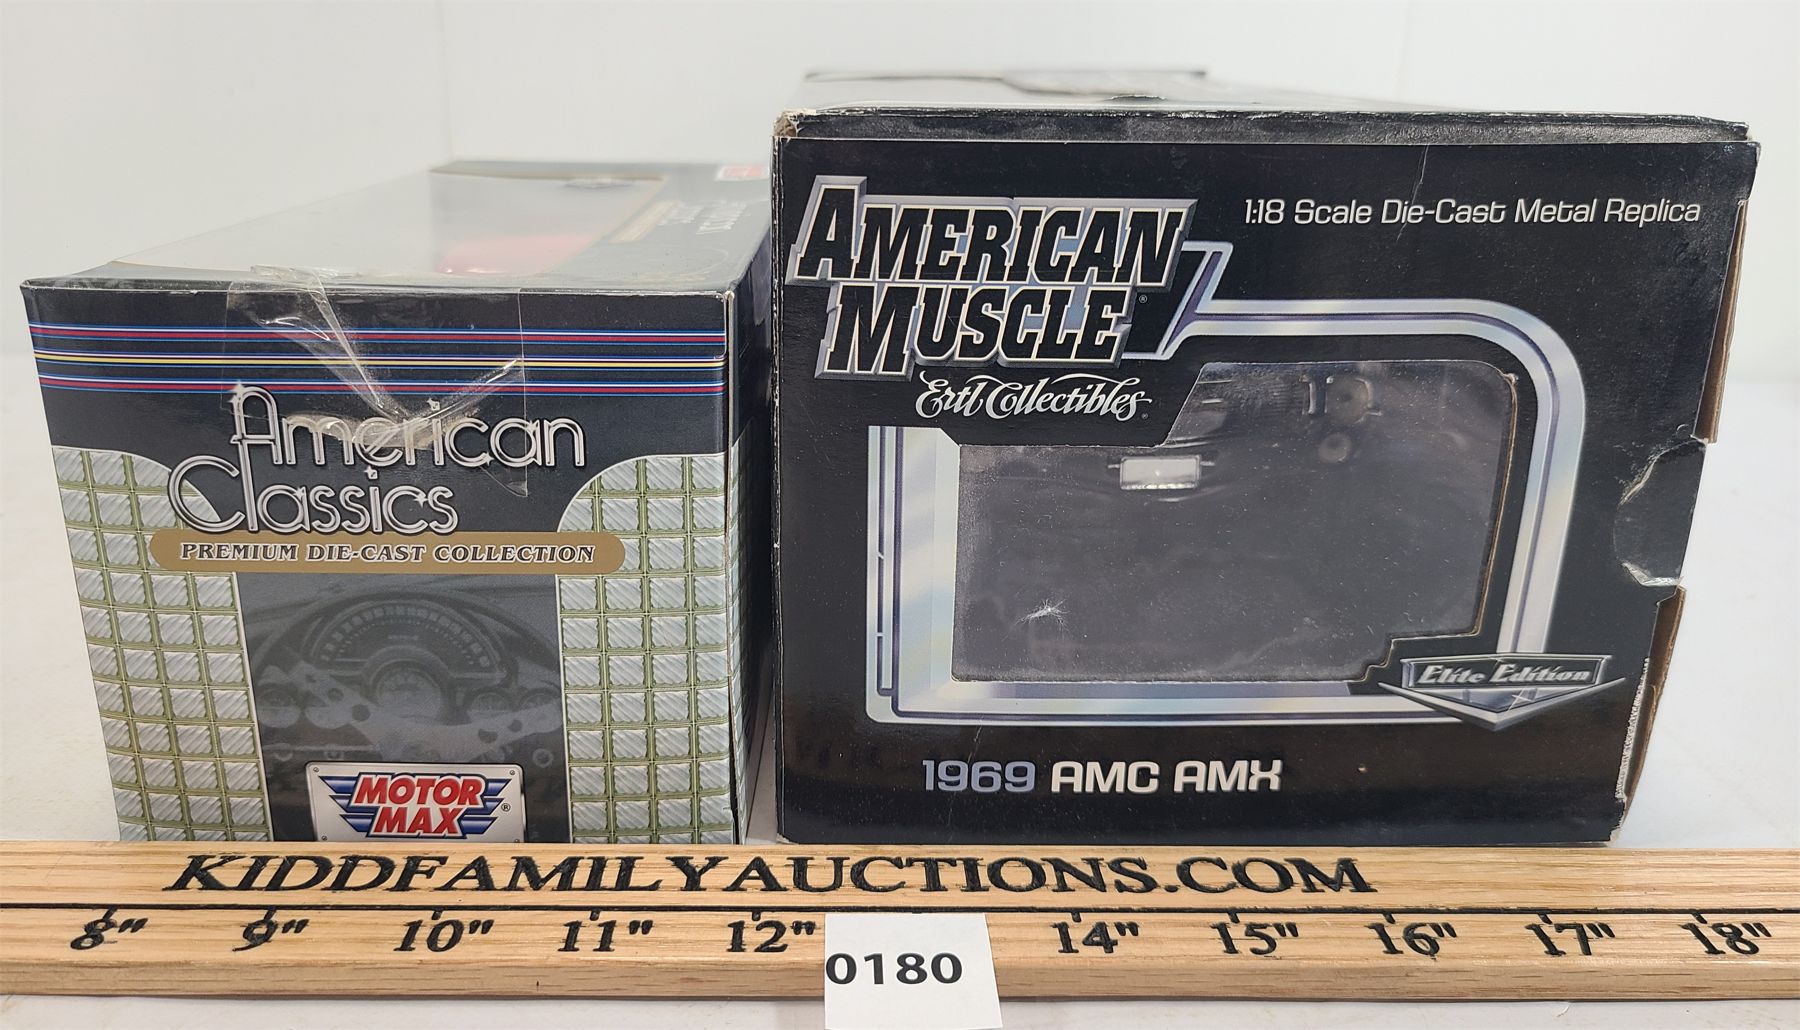 American
Classics
PREMIUM DIE-CAST COLLECTION
MOTOR
MAX
®
AMERICAN
MUSCLE®
Ertl Collectibles
1:18 Scale Die-Cast Metal Replica
Elite Edition
1969 AMC AMX
KIDDFAMILYAUCTIONS.COM
8" 9" 10" 11" 12" 14" 15" 16" 17" 18"
0180